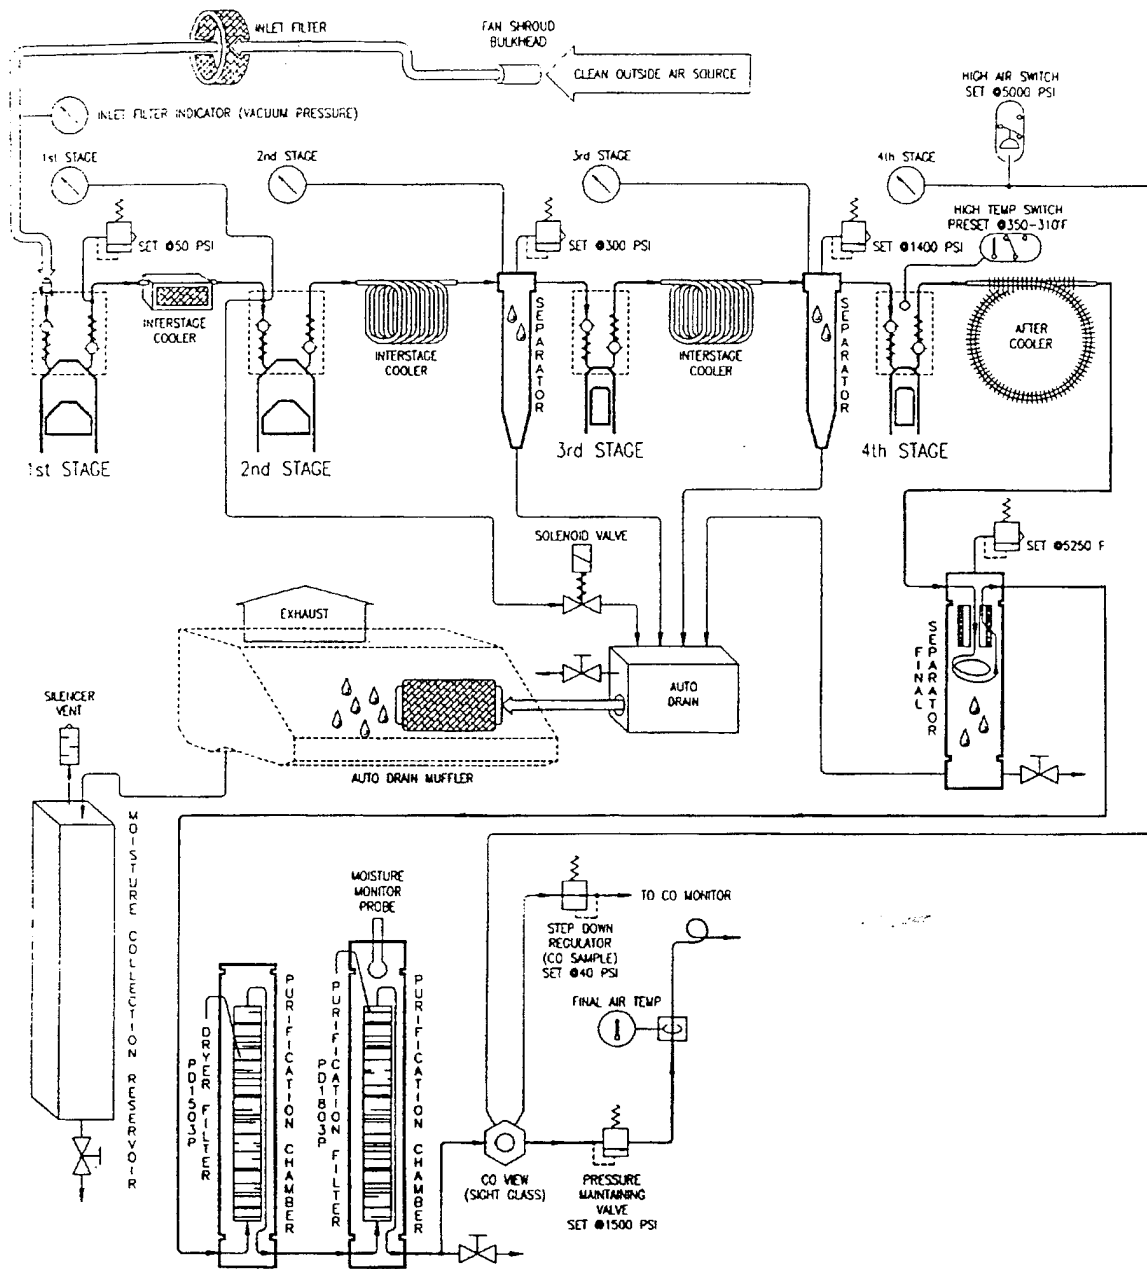 INLET FILTER
FAN SHROUD
BULKHEAD
CLEAN OUTSIDE AIR SOURCE
HIGH AIR SWITCH
SET @5000 PSI
INLET FILTER INDICATOR (VACUUM PRESSURE)
1st STAGE
2nd STAGE
3rd STAGE
4th STAGE
HIGH TEMP SWITCH
PRESET @350-310°F
SET @50 PSI
SET @300 PSI
SET @1400 PSI
INTERSTAGE
COOLER
INTERSTAGE
COOLER
SEPARATOR
INTERSTAGE
COOLER
SEPARATOR
AFTER
COOLER
1st STAGE
2nd STAGE
3rd STAGE
4th STAGE
SOLENOID VALVE
SET @5250 F
EXHAUST
AUTO
DRAIN
SEPARATOR
FINAL
SILENCER
VENT
AUTO DRAIN MUFFLER
MOISTURE COLLECTION RESERVOIR
MOISTURE
MONITOR
PROBE
TO CO MONITOR
STEP DOWN
REGULATOR
(CO SAMPLE)
SET @40 PSI
FINAL AIR TEMP
DRYER FILTER
PD1503P
PURIFICATION CHAMBER
PURIFICATION FILTER
PD1803P
PURIFICATION CHAMBER
CO VIEW
(SIGHT GLASS)
PRESSURE
MAINTAINING
VALVE
SET @1500 PSI